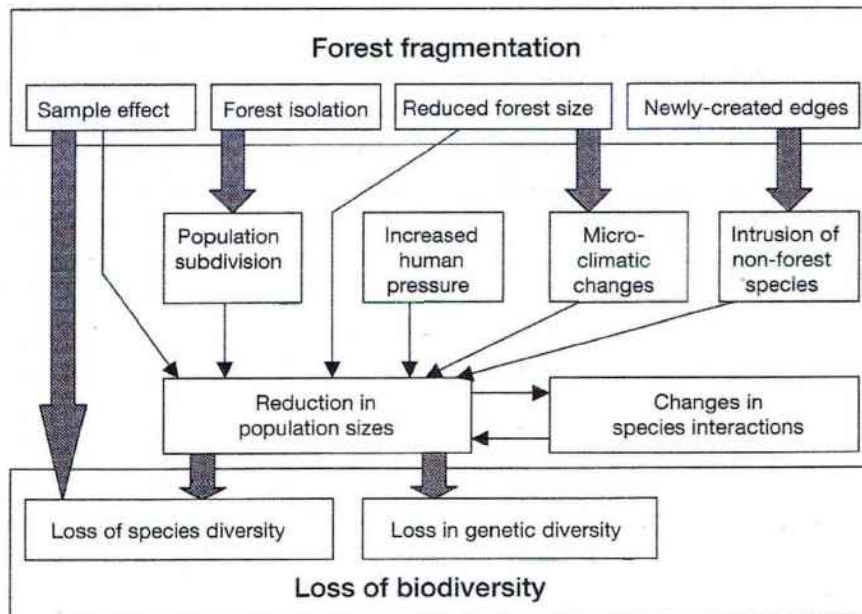 Forest fragmentation
Sample effect
Forest isolation
Reduced forest size
Newly-created edges
Population
subdivision
Increased
human
pressure
Micro-
climatic
changes
Intrusion of
non-forest
species
Reduction in
population sizes
Changes in
species interactions
Loss of species diversity
Loss in genetic diversity
Loss of biodiversity